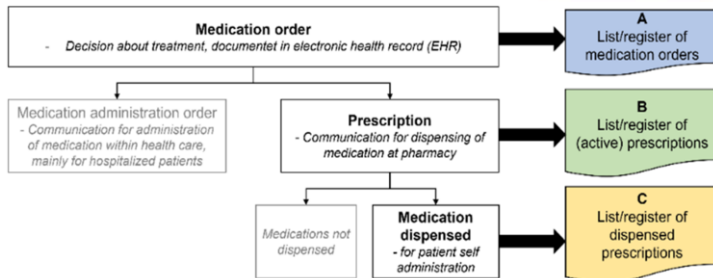 Medication order
- Decision about treatment, documentet in electronic health record (EHR)
A
List/register of
medication orders
Medication administration order
- Communication for administration
of medication within health care,
mainly for hospitalized patients
Prescription
- Communication for dispensing of
medication at pharmacy
B
List/register of
(active) prescriptions
Medications not
dispensed
Medication
dispensed
- for patient self
administration
C
List/register of
dispensed
prescriptions